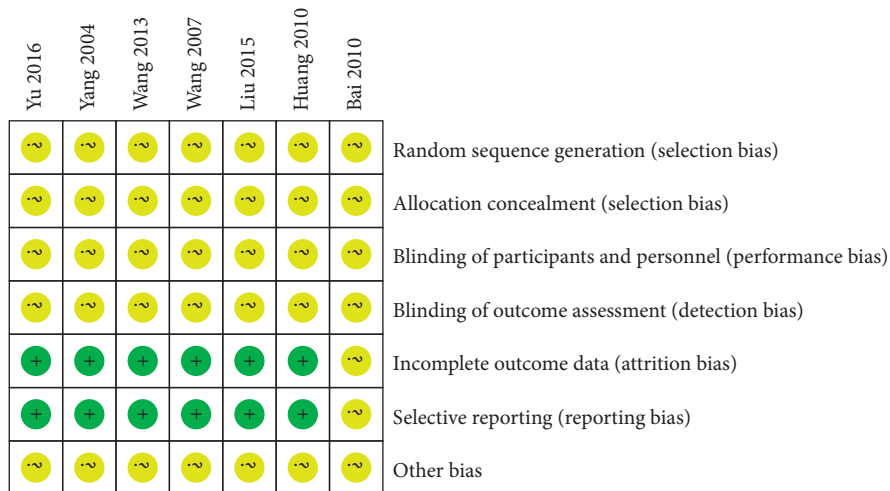 Yu 2016
Yang 2004
Wang 2013
Wang 2007
Liu 2015
Huang 2010
Bai 2010
? ? ? ? ? ? ? Random sequence generation (selection bias)
? ? ? ? ? ? ? Allocation concealment (selection bias)
? ? ? ? ? ? ? Blinding of participants and personnel (performance bias)
? ? ? ? ? ? ? Blinding of outcome assessment (detection bias)
+ + + + + + ? Incomplete outcome data (attrition bias)
+ + + + + + ? Selective reporting (reporting bias)
? ? ? ? ? ? ? Other bias